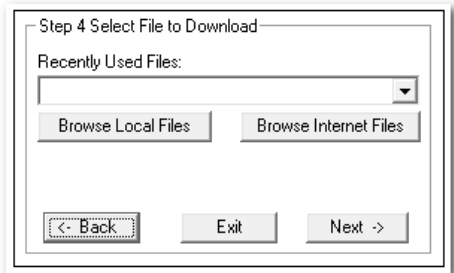 Step 4 Select File to Download
Recently Used Files:
Browse Local Files Browse Internet Files
<- Back Exit Next ->